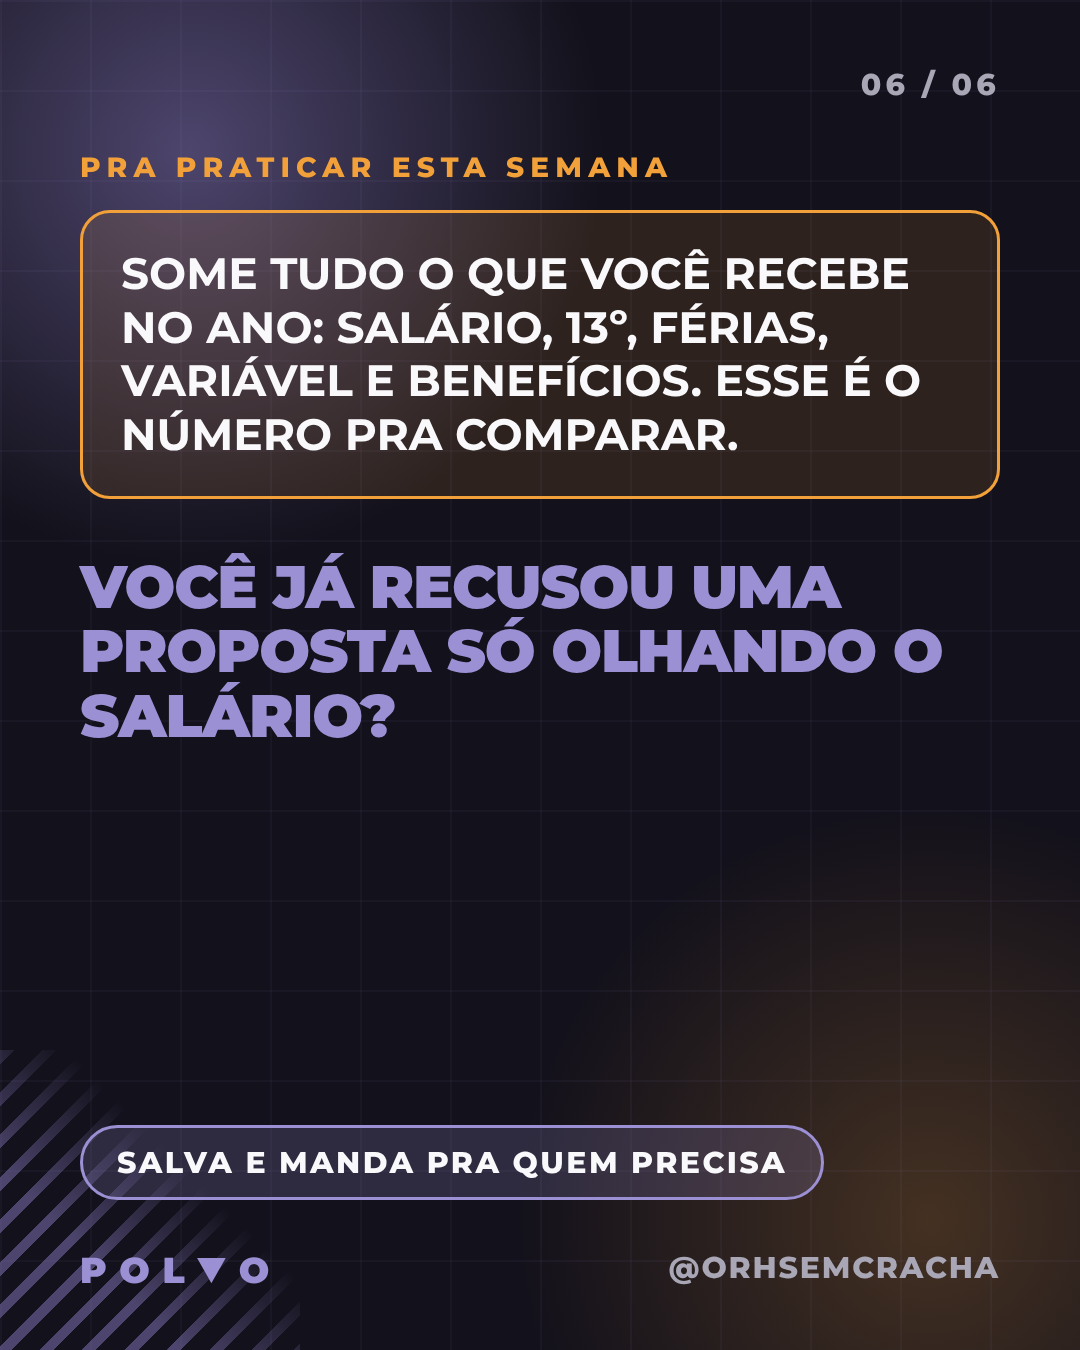 06 / 06
PRA PRATICAR ESTA SEMANA
SOME TUDO O QUE VOCÊ RECEBE
NO ANO: SALÁRIO, 13º, FÉRIAS,
VARIÁVEL E BENEFÍCIOS. ESSE É O
NÚMERO PRA COMPARAR.
VOCÊ JÁ RECUSOU UMA
PROPOSTA SÓ OLHANDO O
SALÁRIO?
SALVA E MANDA PRA QUEM PRECISA
POL▼O
@ORHSEMCRACHA